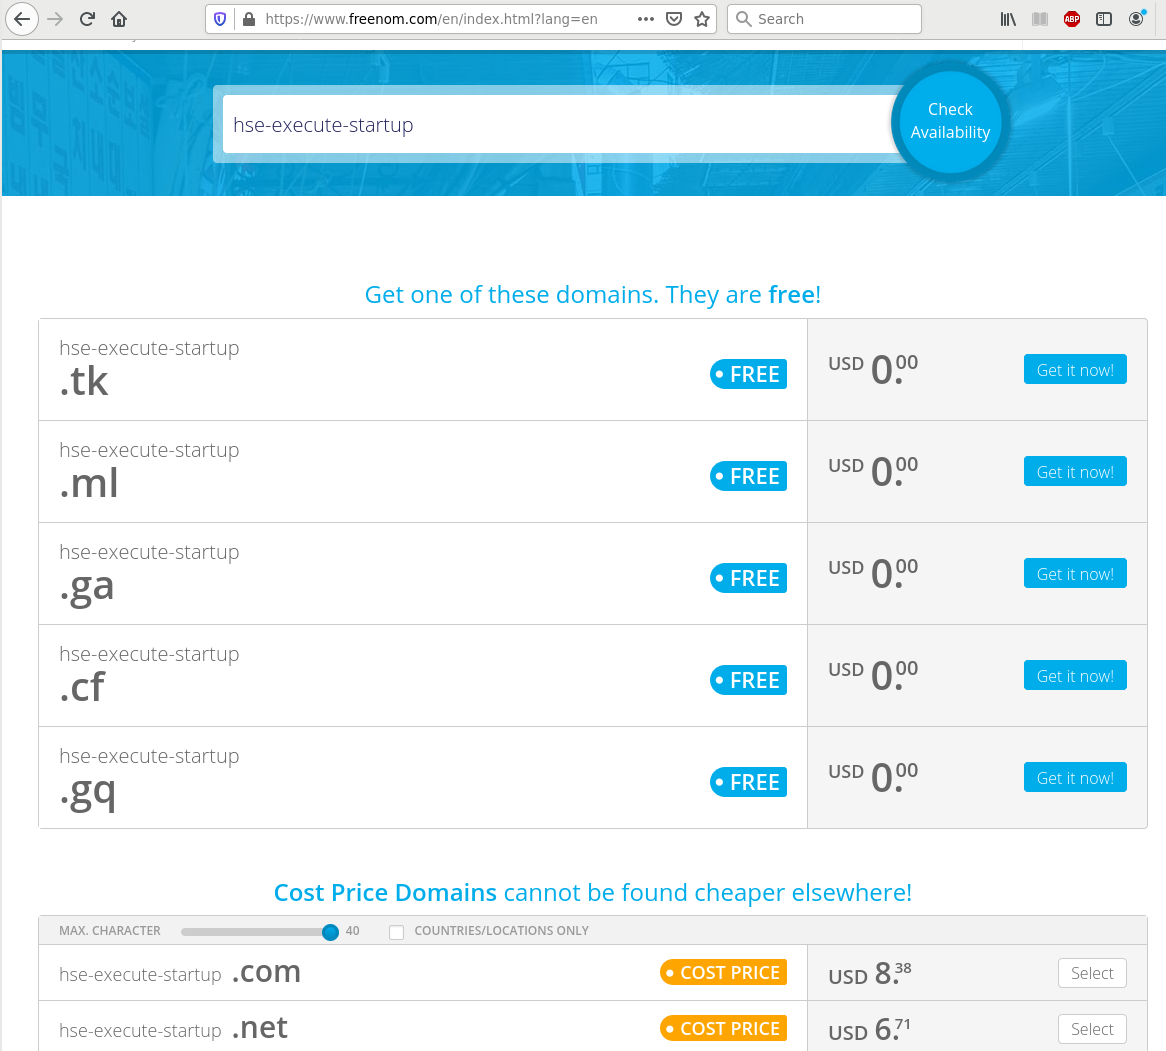 https://www.freenom.com/en/index.html?lang=en
Search
ABP
hse-execute-startup
Check
Availability
Get one of these domains. They are free!
hse-execute-startup
.tk
FREE
USD 0.00
Get it now!
hse-execute-startup
.ml
FREE
USD 0.00
Get it now!
hse-execute-startup
.ga
FREE
USD 0.00
Get it now!
hse-execute-startup
.cf
FREE
USD 0.00
Get it now!
hse-execute-startup
.gq
FREE
USD 0.00
Get it now!
Cost Price Domains cannot be found cheaper elsewhere!
MAX. CHARACTER 40 COUNTRIES/LOCATIONS ONLY
hse-execute-startup .com COST PRICE USD 8.38 Select
hse-execute-startup .net COST PRICE USD 6.71 Select